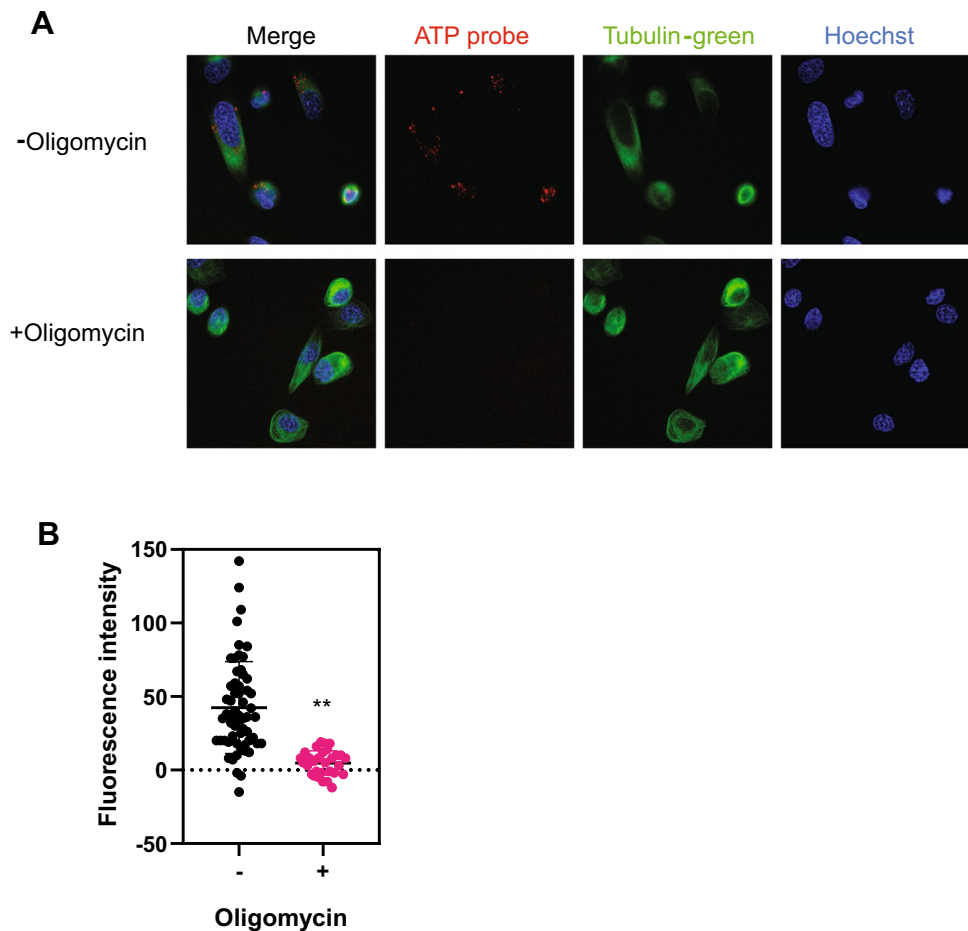 A
Merge ATP probe Tubulin-green Hoechst
-Oligomycin
+Oligomycin
B
150
100
50
0
-50
Fluorescence intensity
**
- +
Oligomycin